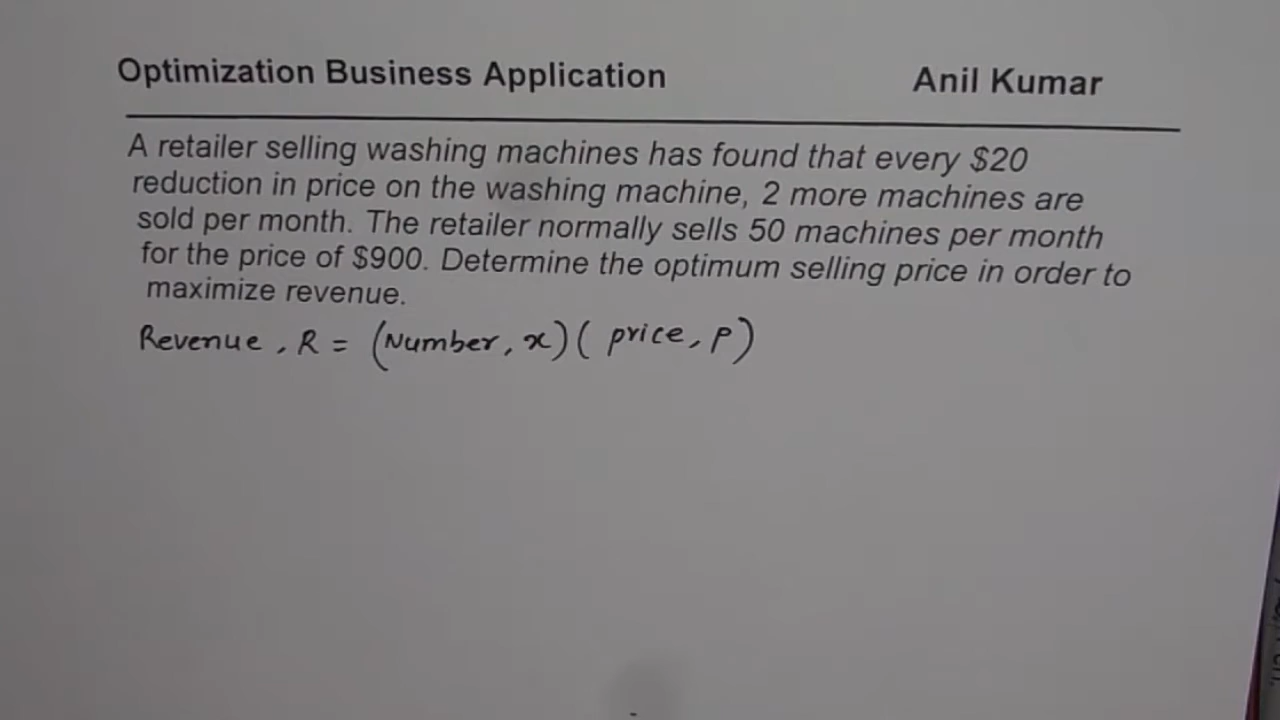 Optimization Business Application Anil Kumar
A retailer selling washing machines has found that every $20
reduction in price on the washing machine, 2 more machines are
sold per month. The retailer normally sells 50 machines per month
for the price of $900. Determine the optimum selling price in order to
maximize revenue.
Revenue, R = (Number, x)( price, p)